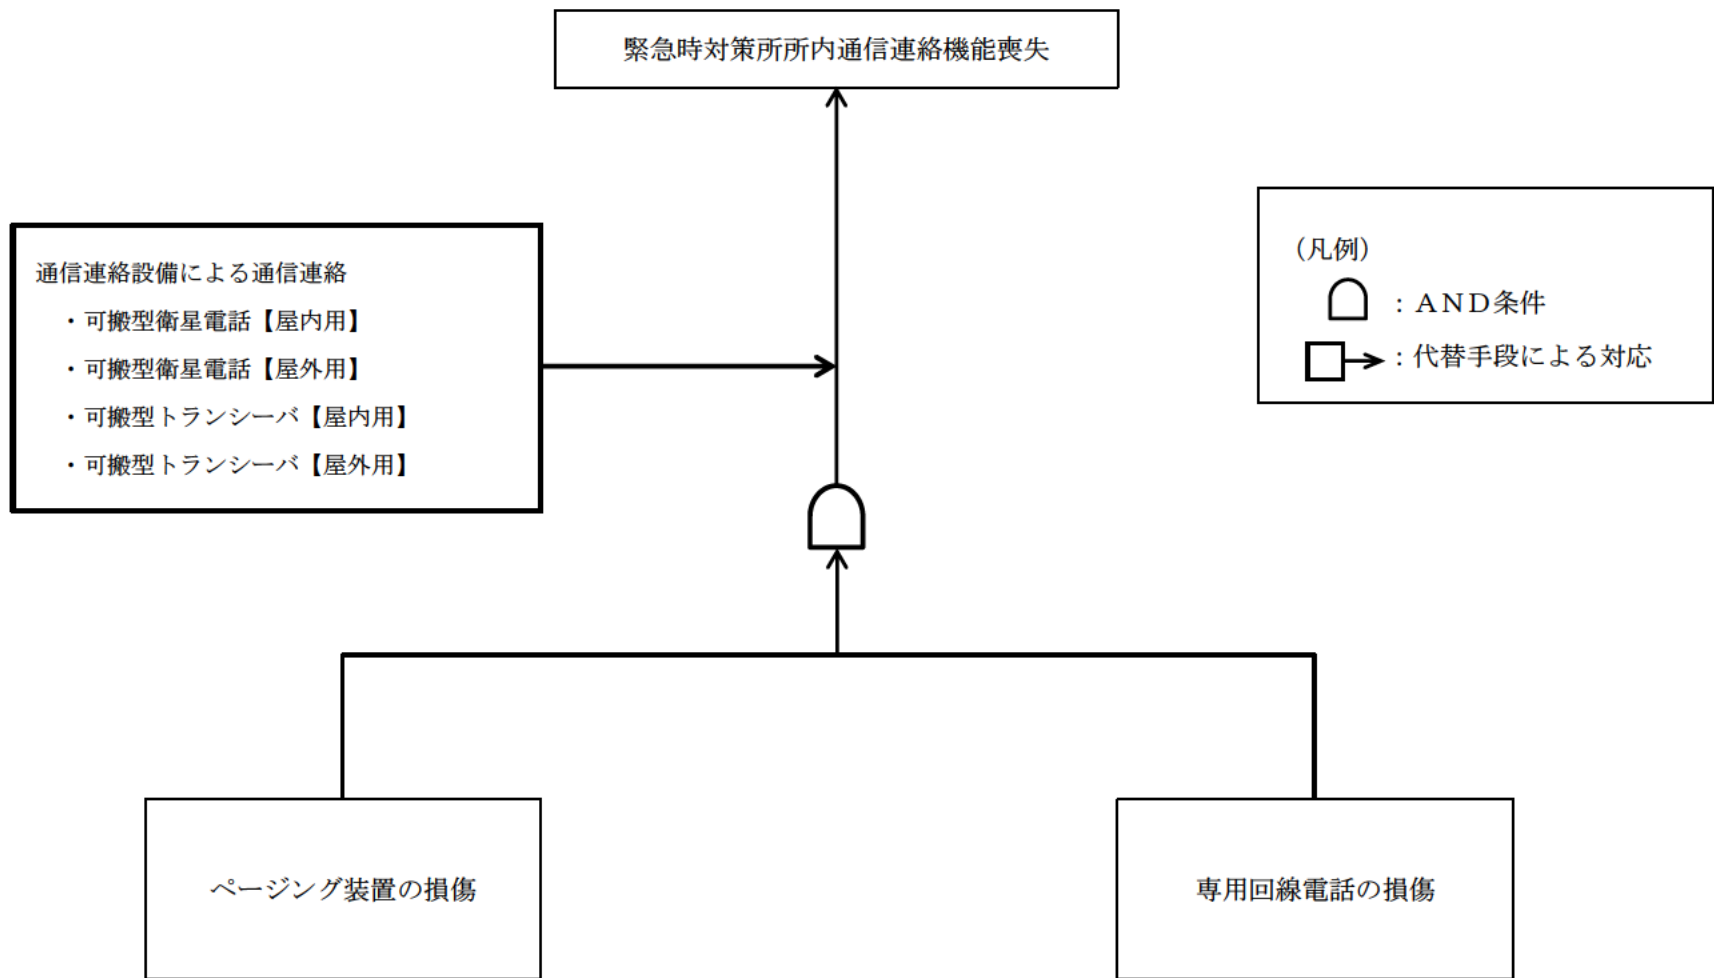 緊急時対策所所内通信連絡機能喪失
通信連絡設備による通信連絡
・可搬型衛星電話【屋内用】
・可搬型衛星電話【屋外用】
・可搬型トランシーバ【屋内用】
・可搬型トランシーバ【屋外用】
（凡例）
：ＡＮＤ条件
：代替手段による対応
ページング装置の損傷
専用回線電話の損傷